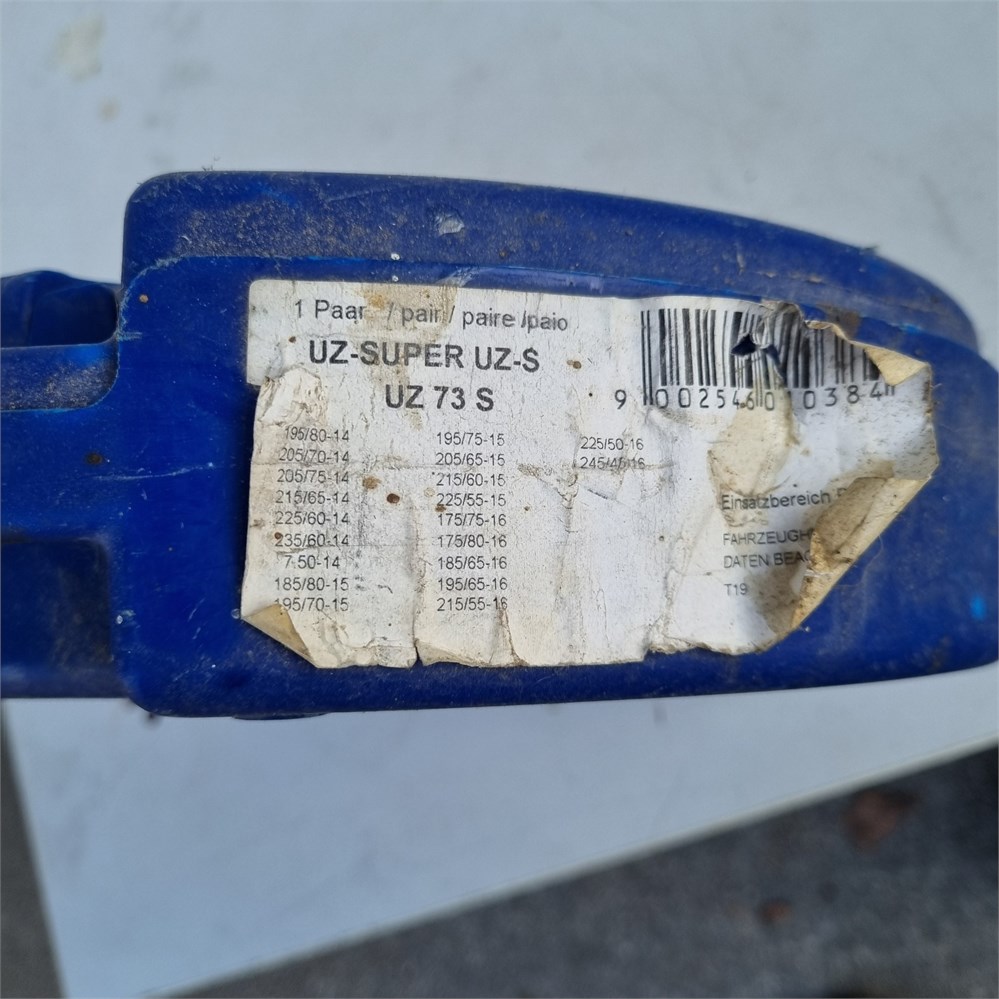 1 Paar / pair / paire /paio
UZ-SUPER UZ-S
UZ 73 S
9 002546 010384
195/80-14
205/70-14
205/75-14
215/65-14
225/60-14
235/60-14
7.50-14
185/80-15
195/70-15
195/75-15
205/65-15
215/60-15
225/55-15
175/75-16
175/80-16
185/65-16
195/65-16
215/55-16
225/50-16
245/45-16
Einsatzbereich
DATEN
T19